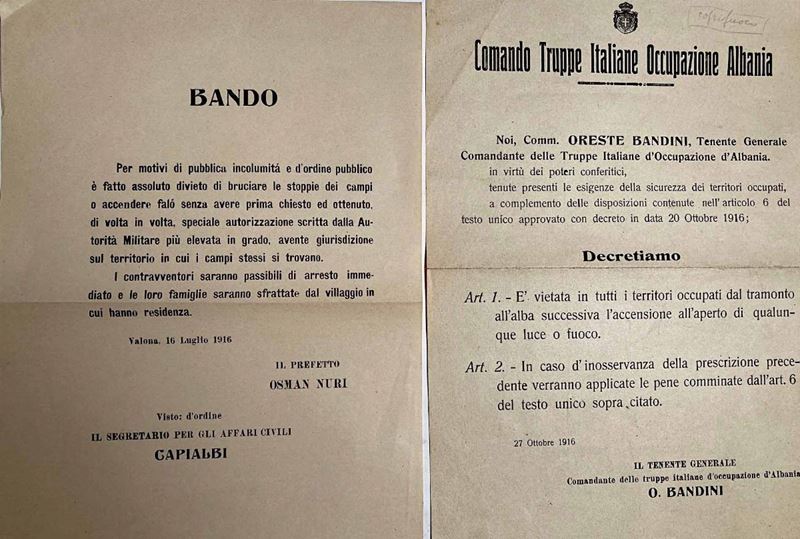 BANDO
Per motivi di pubblica incolumitá e d'ordine pubblico
è fatto assoluto divieto di bruciare le stoppie dei campi
o accendere faló senza avere prima chiesto ed ottenuto,
di volta in volta, speciale autorizzazione scritta dalla Au-
torità Militare più elevata in grado, avente giurisdizione
sul territorio in cui i campi stessi si trovano.
I contravventori saranno passibili di arresto imme-
diato e le loro famiglie saranno sfrattate dal villaggio in
cui hanno residenza.
Valona, 16 Luglio 1916
IL PREFETTO
OSMAN NURI
Visto: d'ordine
IL SEGRETARIO PER GLI AFFARI CIVILI
CAPIALBI
coprifuoco
Comando Truppe Italiane Occupazione Albania
Noi, Comm. ORESTE BANDINI, Tenente Generale
Comandante delle Truppe Italiane d'Occupazione d'Albania.
in virtù dei poteri conferitici,
tenute presenti le esigenze della sicurezza dei territori occupati,
a complemento delle disposizioni contenute nell'articolo 6 del
testo unico approvato con decreto in data 20 Ottobre 1916;
Decretiamo
Art. 1. - E' vietata in tutti i territori occupati dal tramonto
all'alba successiva l'accensione all'aperto di qualun-
que luce o fuoco.
Art. 2. - In caso d'inosservanza della prescrizione prece-
dente verranno applicate le pene comminate dall'art. 6
del testo unico sopra citato.
27 Ottobre 1916
IL TENENTE GENERALE
Comandante delle truppe italiane d'occupazione d'Albania
O. BANDINI